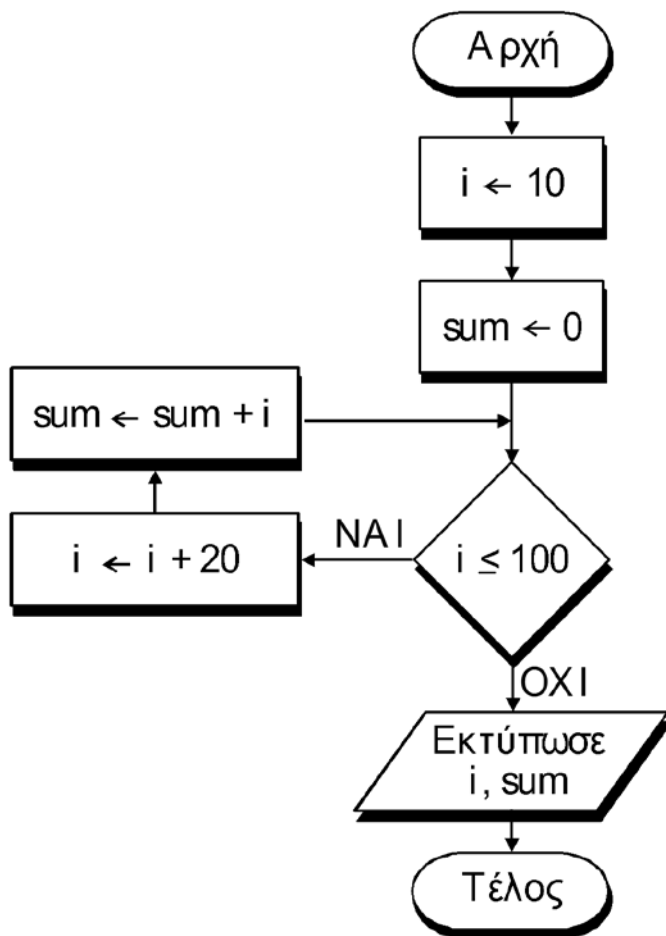 Αρχή
i ← 10
sum ← 0
sum ← sum + i
i ← i + 20
ΝΑΙ
i ≤ 100
ΟΧΙ
Εκτύπωσε
i, sum
Τέλος